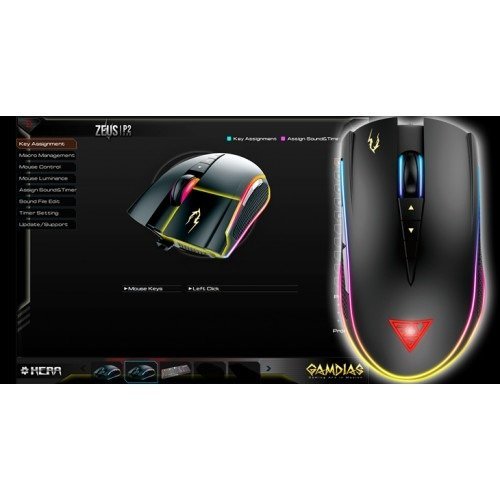 ZEUS P2
Key Assignment
Assign Sound&Timer
Key Assignment
Macro Management
Mouse Control
Mouse Luminance
Assign Sound&Timer
Sound File Edit
Timer Setting
Update/Support
Mouse Keys
Left Click
HERA
GAMDIAS